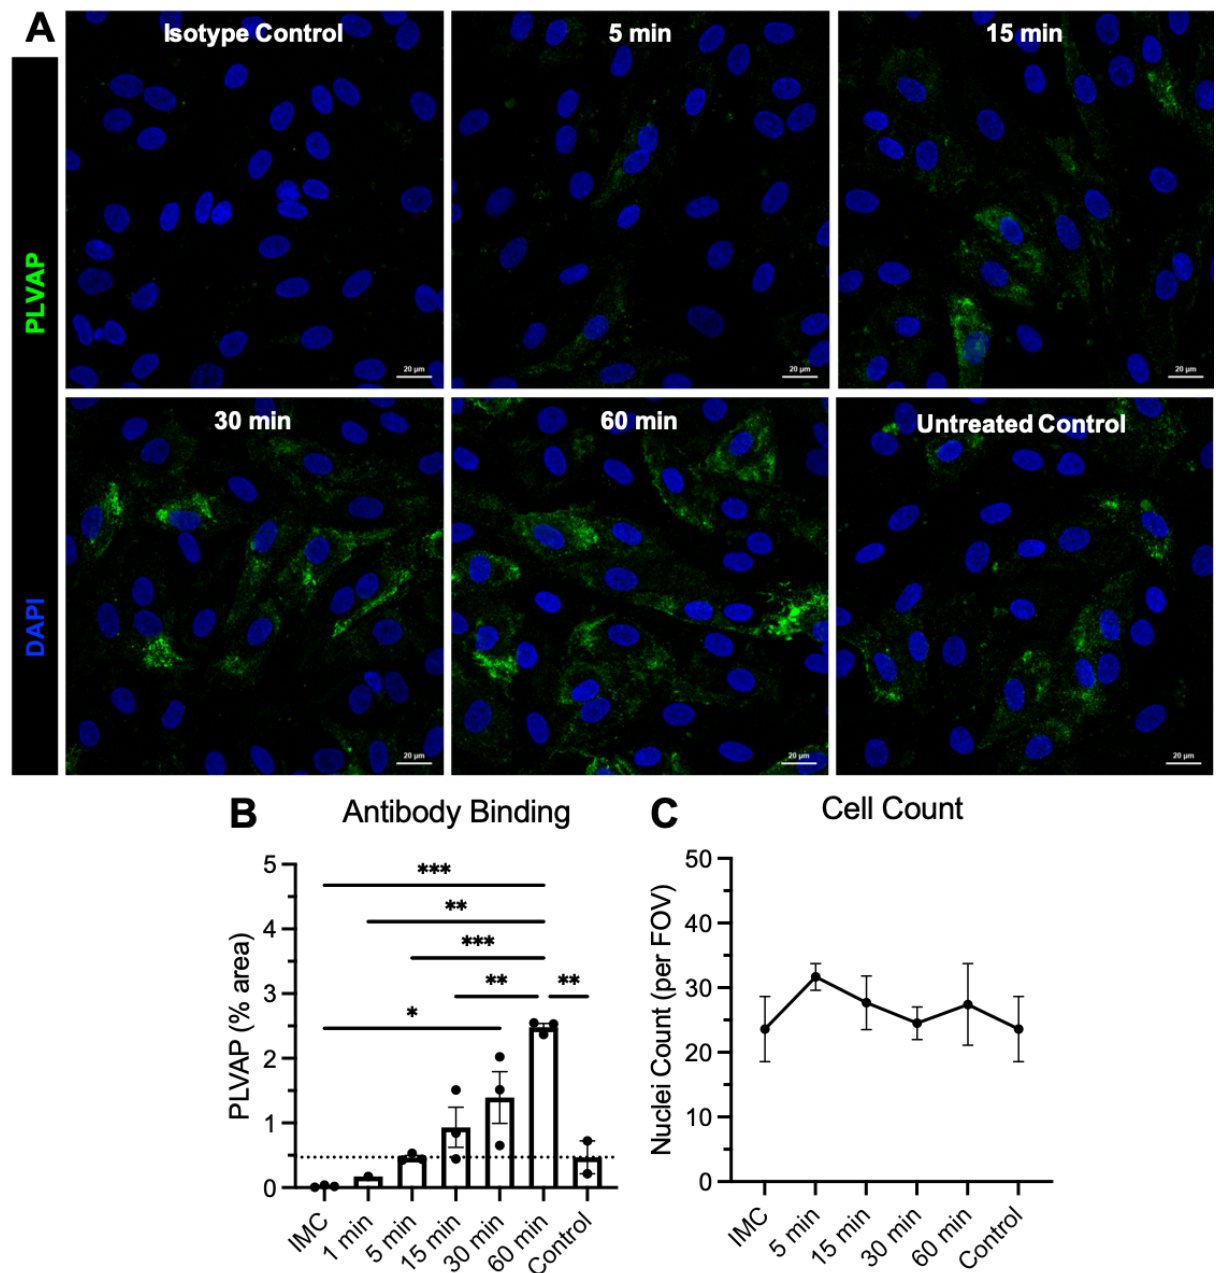 A
Isotype Control
5 min
15 min
PLVAP
20 µm
20 µm
20 µm
30 min
60 min
Untreated Control
DAPI
20 µm
20 µm
20 µm
B
Antibody Binding
PLVAP (% area)
5
4
3
2
1
0
***
**
***
**
**
*
IMC
1 min
5 min
15 min
30 min
60 min
Control
C
Cell Count
Nuclei Count (per FOV)
50
40
30
20
10
0
IMC
5 min
15 min
30 min
60 min
Control